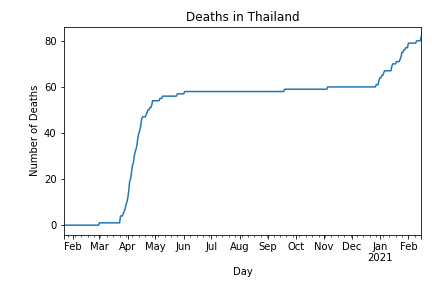 Deaths in Thailand
Number of Deaths
80
60
40
20
0
Feb Mar Apr May Jun Jul Aug Sep Oct Nov Dec Jan Feb
2021
Day